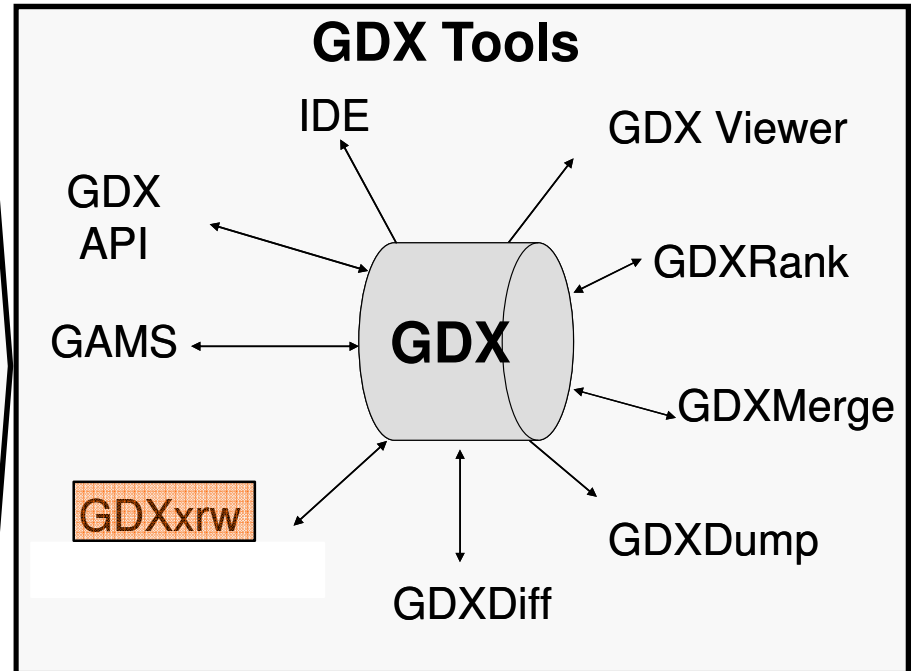 GDX Tools
IDE
GDX Viewer
GDX
API
GDXRank
GAMS
GDX
GDXMerge
GDXxrw
GDXDump
GDXDiff